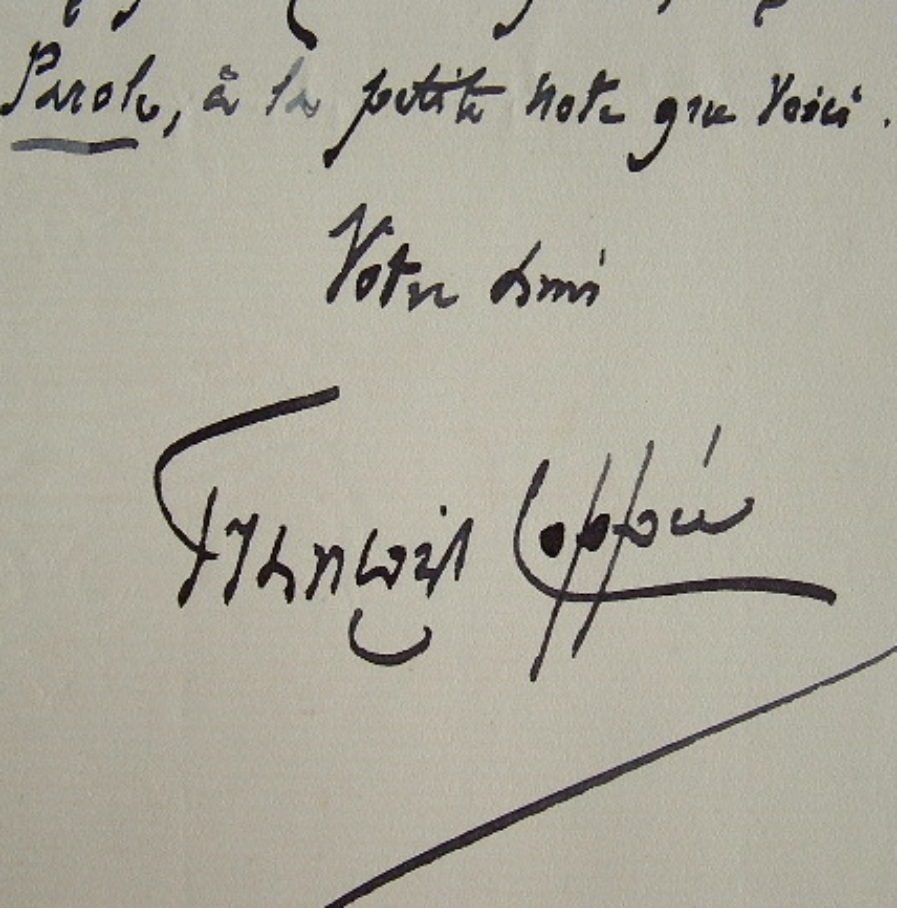 Parole, à la petite note que voici.
Votre ami
François Coppée